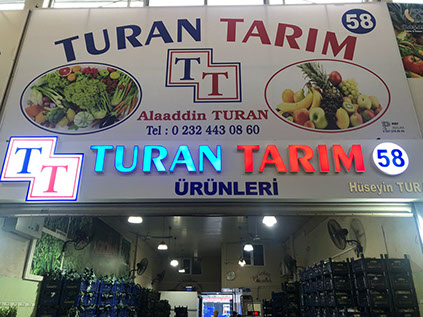 TURAN TARIM 58
TT
Alaaddin TURAN
Tel : 0 232 443 08 60
TT TURAN TARIM 58
ÜRÜNLERİ
Hüseyin TUR